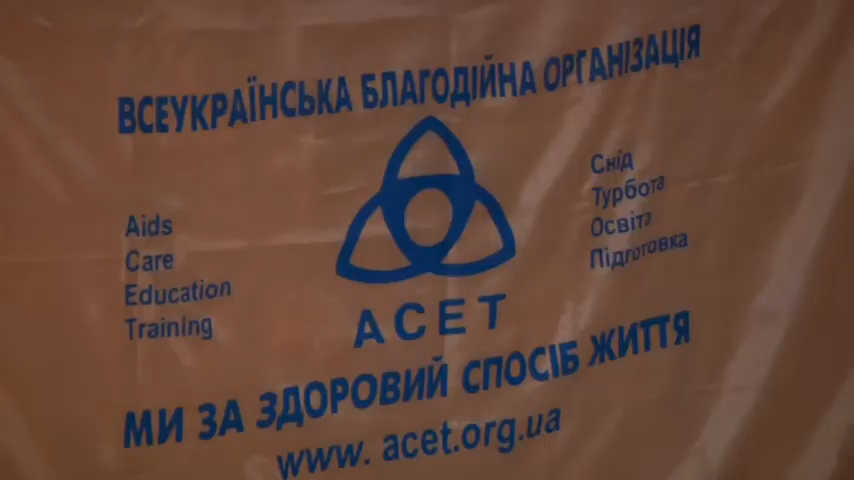 ВСЕУКРАЇНСЬКА БЛАГОДІЙНА ОРГАНІЗАЦІЯ
Aids
Care
Education
Training
Снід
Турбота
Освіта
Підготовка
ACET
МИ ЗА ЗДОРОВИЙ СПОСІБ ЖИТТЯ
www. acet.org.ua